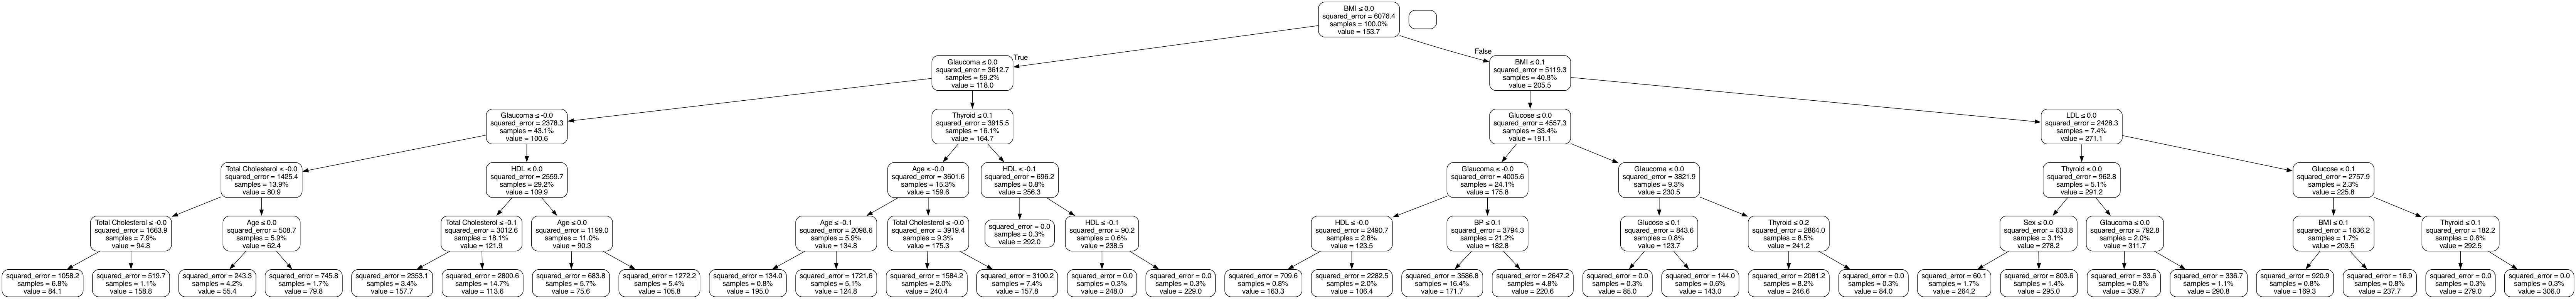 BMI ≤ 0.0
squared_error = 6076.4
samples = 100.0%
value = 153.7
True
False
Glaucoma ≤ 0.0
squared_error = 3612.7
samples = 59.2%
value = 118.0
BMI ≤ 0.1
squared_error = 5119.3
samples = 40.8%
value = 205.5
Glaucoma ≤ -0.0
squared_error = 2378.3
samples = 43.1%
value = 100.6
Thyroid ≤ 0.1
squared_error = 3915.5
samples = 16.1%
value = 164.7
Glucose ≤ 0.0
squared_error = 4557.3
samples = 33.4%
value = 191.1
LDL ≤ 0.0
squared_error = 2428.3
samples = 7.4%
value = 271.1
Total Cholesterol ≤ -0.0
squared_error = 1425.4
samples = 13.9%
value = 80.9
HDL ≤ 0.0
squared_error = 2559.7
samples = 29.2%
value = 109.9
Age ≤ -0.0
squared_error = 3601.6
samples = 15.3%
value = 159.6
HDL ≤ -0.1
squared_error = 696.2
samples = 0.8%
value = 256.3
Glaucoma ≤ -0.0
squared_error = 4005.6
samples = 24.1%
value = 175.8
Glaucoma ≤ 0.0
squared_error = 3821.9
samples = 9.3%
value = 230.5
Thyroid ≤ 0.0
squared_error = 962.8
samples = 5.1%
value = 291.2
Glucose ≤ 0.1
squared_error = 2757.9
samples = 2.3%
value = 225.8
Total Cholesterol ≤ -0.0
squared_error = 1663.9
samples = 7.9%
value = 94.8
Age ≤ 0.0
squared_error = 508.7
samples = 5.9%
value = 62.4
Total Cholesterol ≤ -0.1
squared_error = 3012.6
samples = 18.1%
value = 121.9
Age ≤ 0.0
squared_error = 1199.0
samples = 11.0%
value = 90.3
Age ≤ -0.1
squared_error = 2098.6
samples = 5.9%
value = 134.8
Total Cholesterol ≤ -0.0
squared_error = 3919.4
samples = 9.3%
value = 175.3
squared_error = 0.0
samples = 0.3%
value = 292.0
HDL ≤ -0.1
squared_error = 90.2
samples = 0.6%
value = 238.5
HDL ≤ -0.0
squared_error = 2490.7
samples = 2.8%
value = 123.5
BP ≤ 0.1
squared_error = 3794.3
samples = 21.2%
value = 182.8
Glucose ≤ 0.1
squared_error = 843.6
samples = 0.8%
value = 123.7
Thyroid ≤ 0.2
squared_error = 2864.0
samples = 8.5%
value = 241.2
Sex ≤ 0.0
squared_error = 633.8
samples = 3.1%
value = 278.2
Glaucoma ≤ 0.0
squared_error = 792.8
samples = 2.0%
value = 311.7
BMI ≤ 0.1
squared_error = 1636.2
samples = 1.7%
value = 203.5
Thyroid ≤ 0.1
squared_error = 182.2
samples = 0.6%
value = 292.5
squared_error = 1058.2
samples = 6.8%
value = 84.1
squared_error = 519.7
samples = 1.1%
value = 158.8
squared_error = 243.3
samples = 4.2%
value = 55.4
squared_error = 745.8
samples = 1.7%
value = 79.8
squared_error = 2353.1
samples = 3.4%
value = 157.7
squared_error = 2800.6
samples = 14.7%
value = 113.6
squared_error = 683.8
samples = 5.7%
value = 75.6
squared_error = 1272.2
samples = 5.4%
value = 105.8
squared_error = 134.0
samples = 0.8%
value = 195.0
squared_error = 1721.6
samples = 5.1%
value = 124.8
squared_error = 1584.2
samples = 2.0%
value = 240.4
squared_error = 3100.2
samples = 7.4%
value = 157.8
squared_error = 0.0
samples = 0.3%
value = 248.0
squared_error = 0.0
samples = 0.3%
value = 229.0
squared_error = 709.6
samples = 0.8%
value = 163.3
squared_error = 2282.5
samples = 2.0%
value = 106.4
squared_error = 3586.8
samples = 16.4%
value = 171.7
squared_error = 2647.2
samples = 4.8%
value = 220.6
squared_error = 0.0
samples = 0.3%
value = 85.0
squared_error = 144.0
samples = 0.6%
value = 143.0
squared_error = 2081.2
samples = 8.2%
value = 246.6
squared_error = 0.0
samples = 0.3%
value = 84.0
squared_error = 60.1
samples = 1.7%
value = 264.2
squared_error = 803.6
samples = 1.4%
value = 295.0
squared_error = 33.6
samples = 0.8%
value = 339.7
squared_error = 336.7
samples = 1.1%
value = 290.8
squared_error = 920.9
samples = 0.8%
value = 169.3
squared_error = 16.9
samples = 0.8%
value = 237.7
squared_error = 0.0
samples = 0.3%
value = 279.0
squared_error = 0.0
samples = 0.3%
value = 306.0